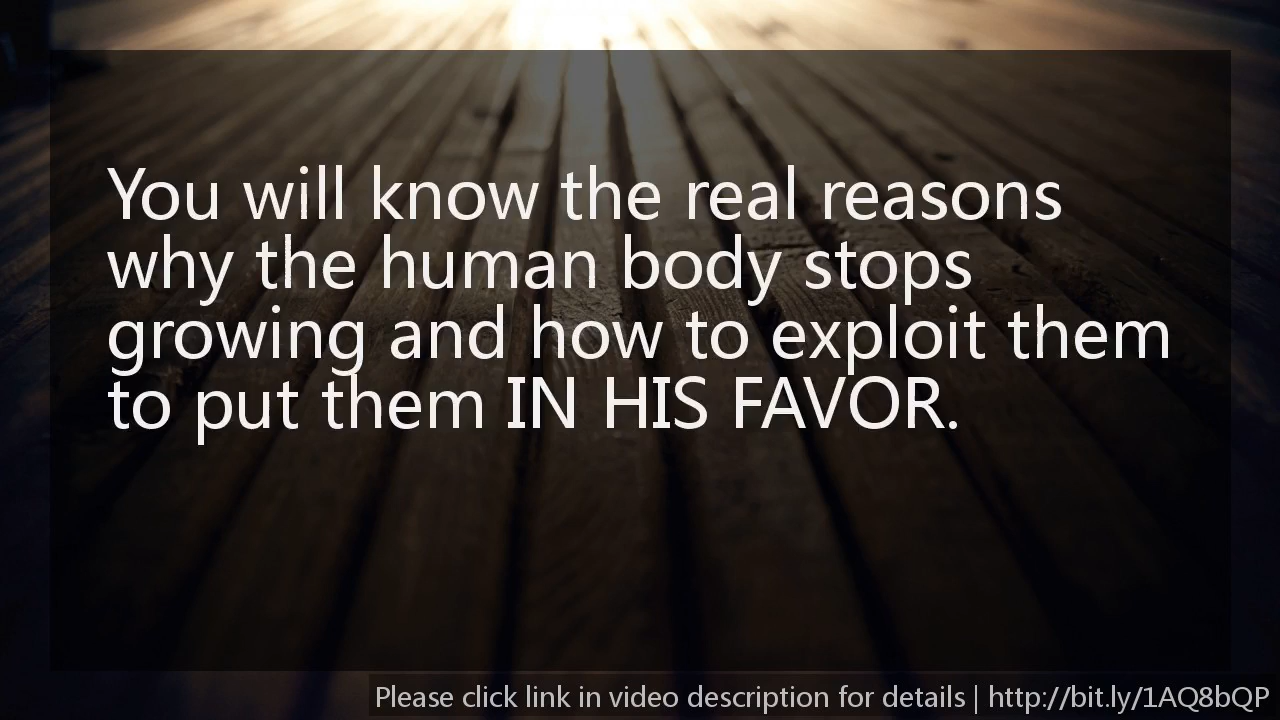 You will know the real reasons
why the human body stops
growing and how to exploit them
to put them IN HIS FAVOR.
Please click link in video description for details | http://bit.ly/1AQ8bQP